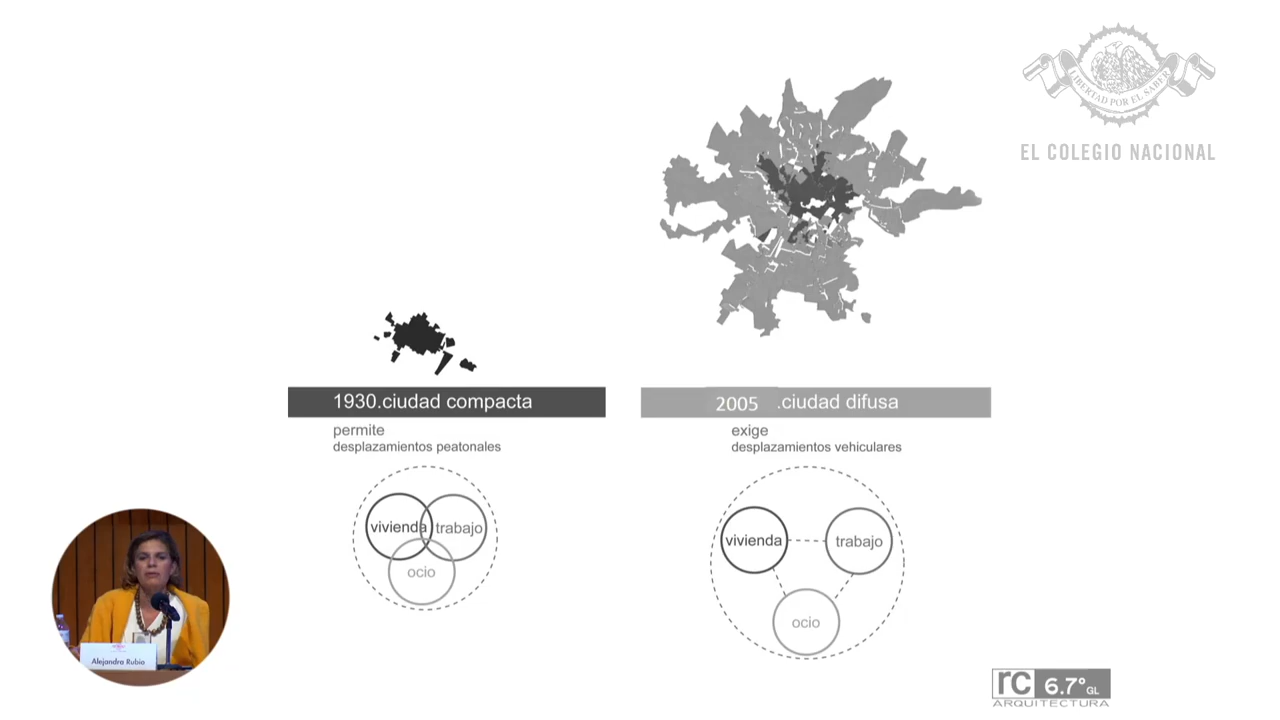 LIBERTAD POR EL SABER
EL COLEGIO NACIONAL
1930.ciudad compacta
permite
desplazamientos peatonales
vivienda
trabajo
ocio
2005 .ciudad difusa
exige
desplazamientos vehiculares
vivienda
trabajo
ocio
Alejandra Rubio
rc 6.7° GL
ARQUITECTURA